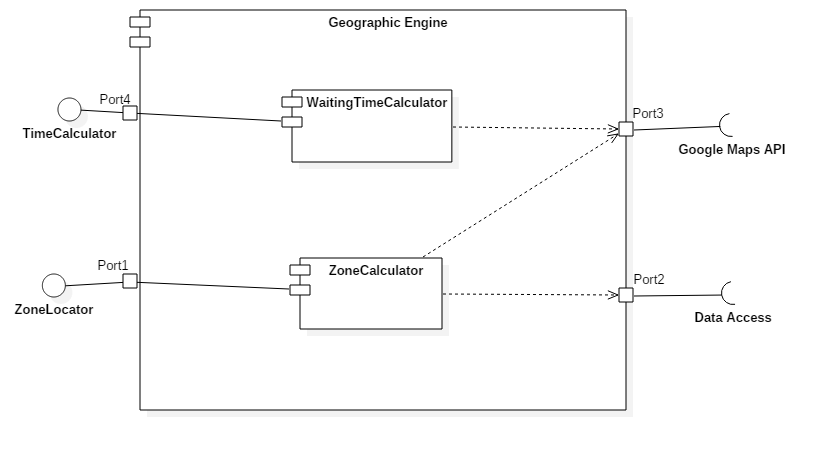 Geographic Engine
Port4
TimeCalculator
WaitingTimeCalculator
Port3
Google Maps API
Port1
ZoneLocator
ZoneCalculator
Port2
Data Access